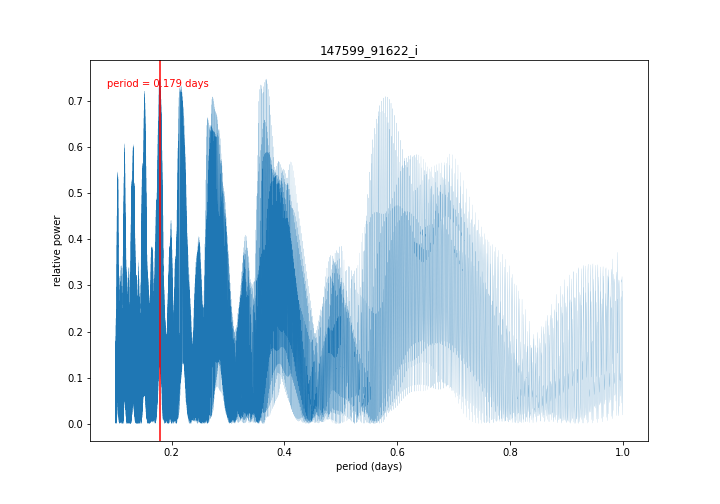 147599_91622_i
period = 0.179 days
relative power
0.7
0.6
0.5
0.4
0.3
0.2
0.1
0.0
0.2 0.4 0.6 0.8 1.0
period (days)